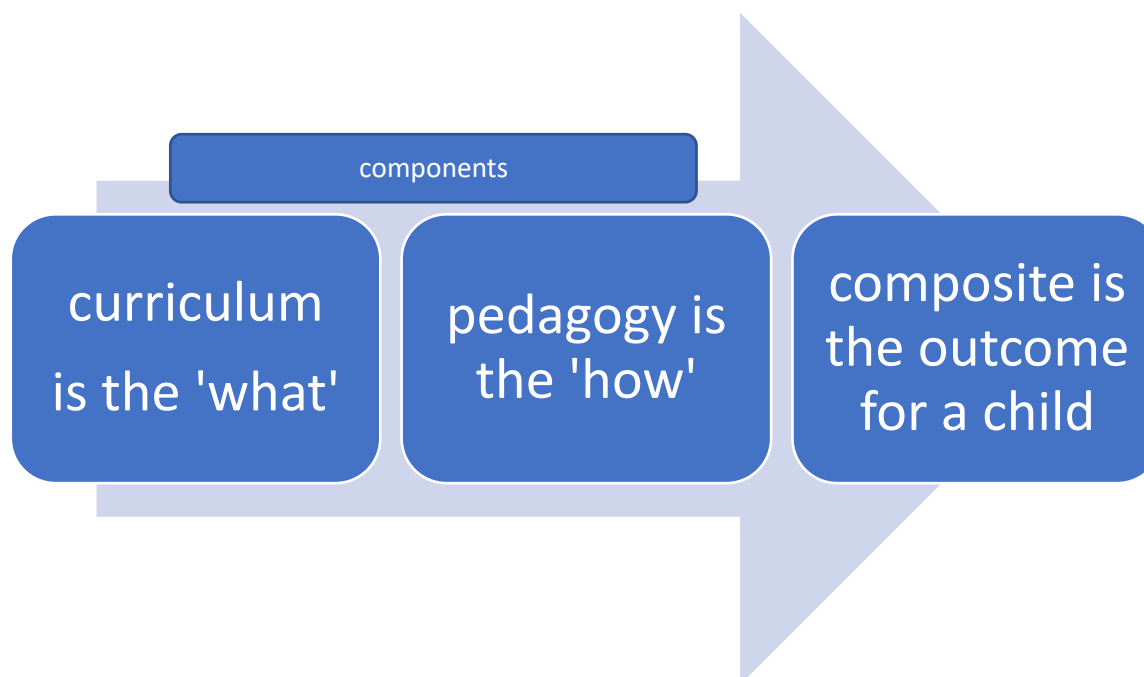 components
curriculum
is the 'what'
pedagogy is
the 'how'
composite is
the outcome
for a child